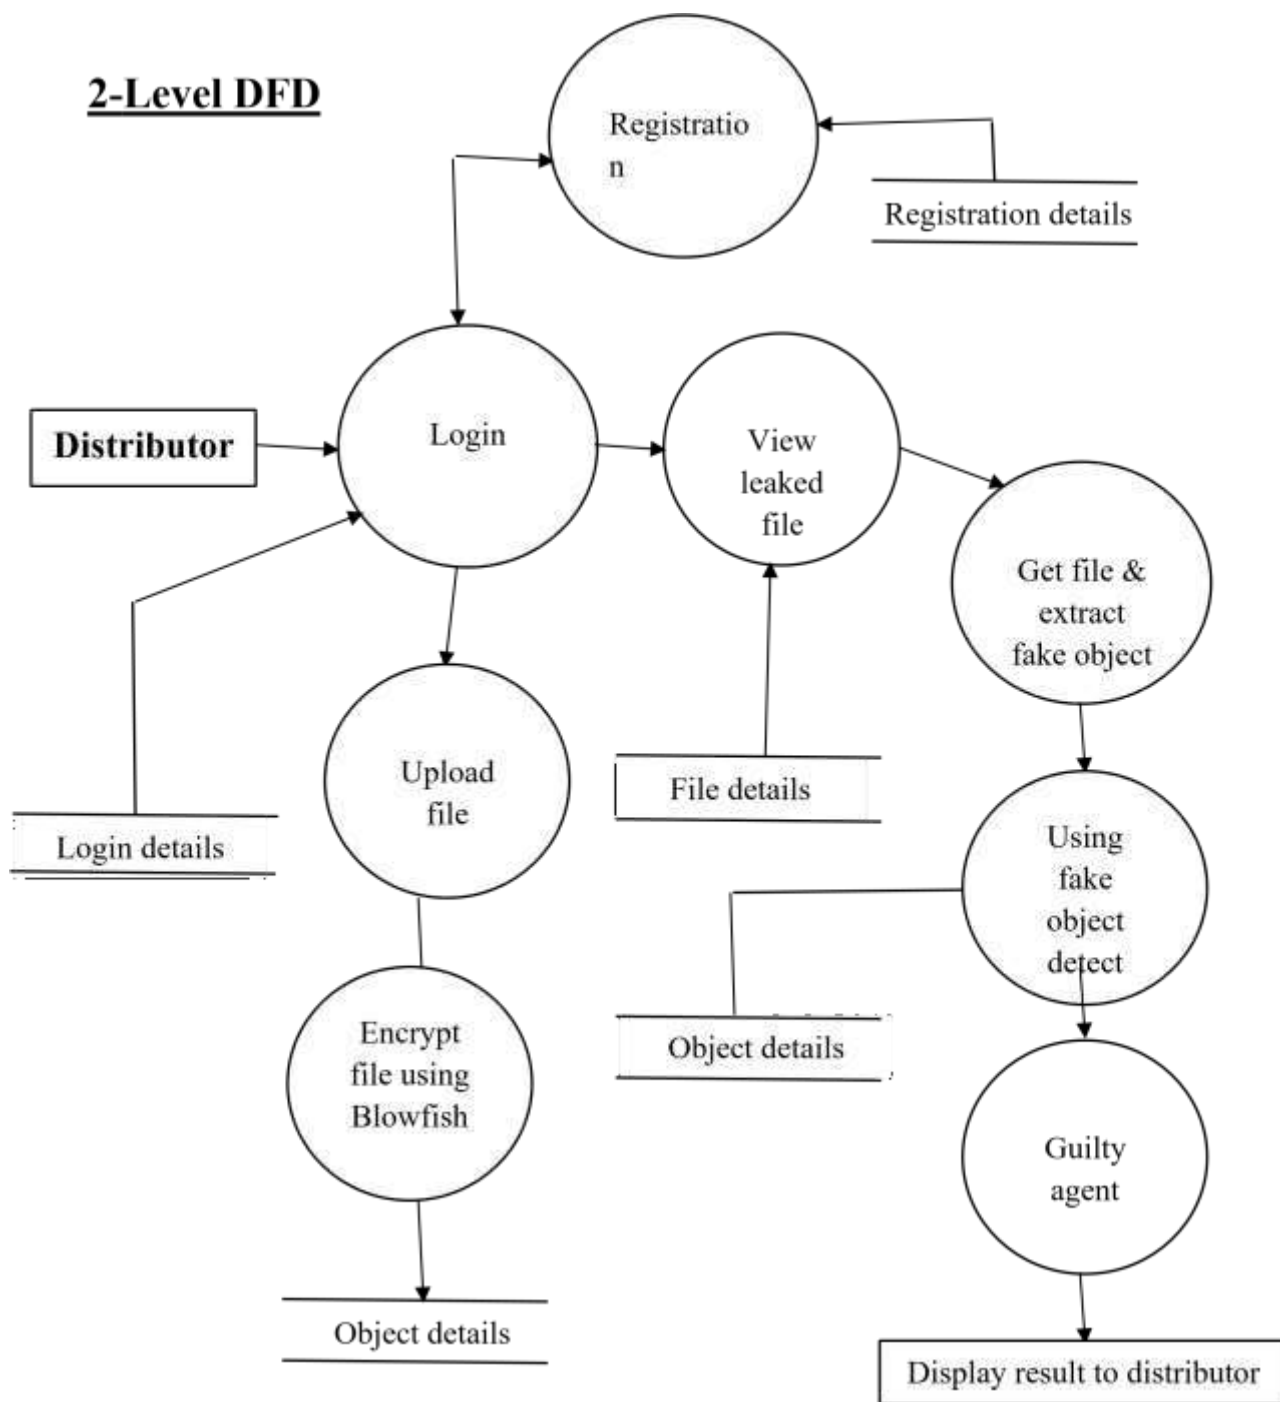 2-Level DFD
Registratio
n
Registration details
Distributor
Login
View
leaked
file
Get file &
extract
fake object
Upload
file
File details
Login details
Using
fake
object
detect
Encrypt
file using
Blowfish
Object details
Guilty
agent
Object details
Display result to distributor